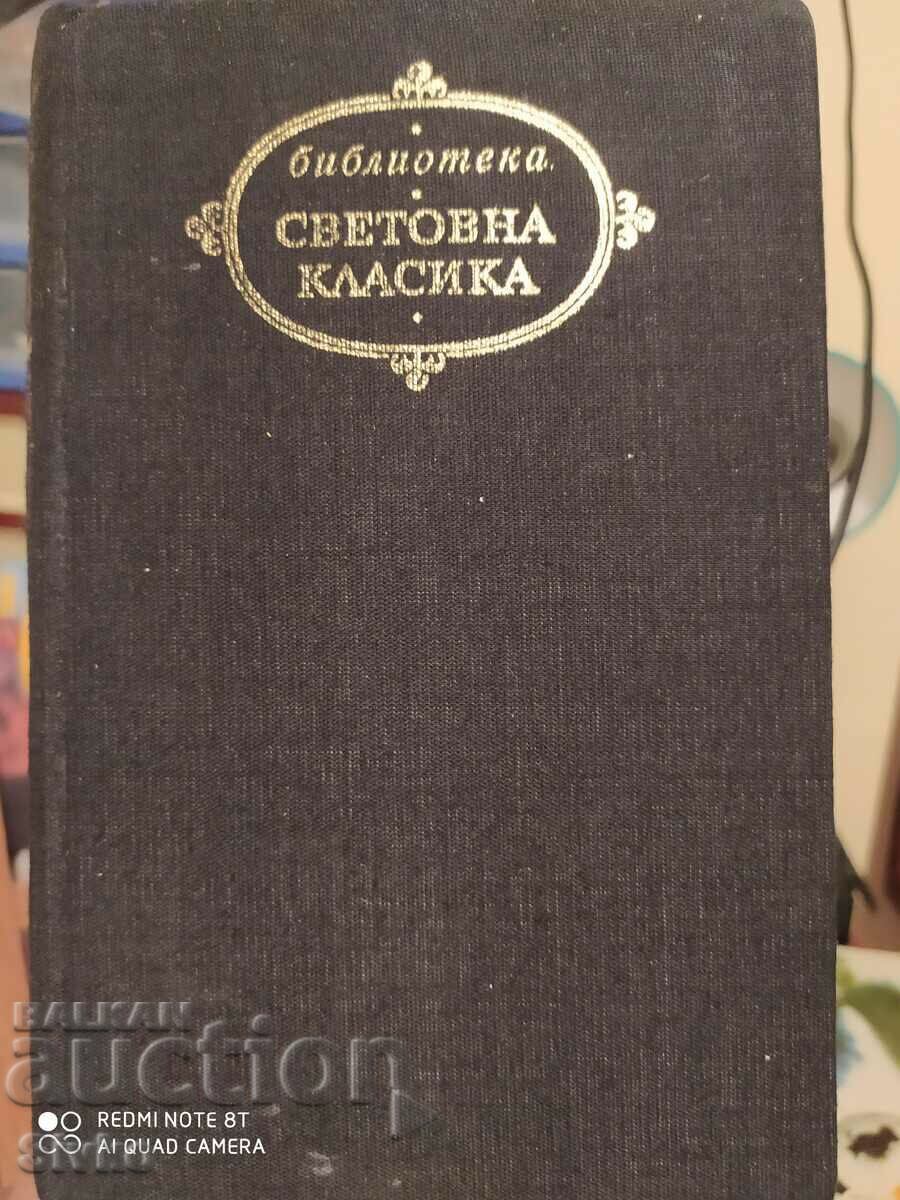 библиотека
СВЕТОВНА
КЛАСИКА
BALKAN
auction
REDMI NOTE 8T
AI QUAD CAMERA